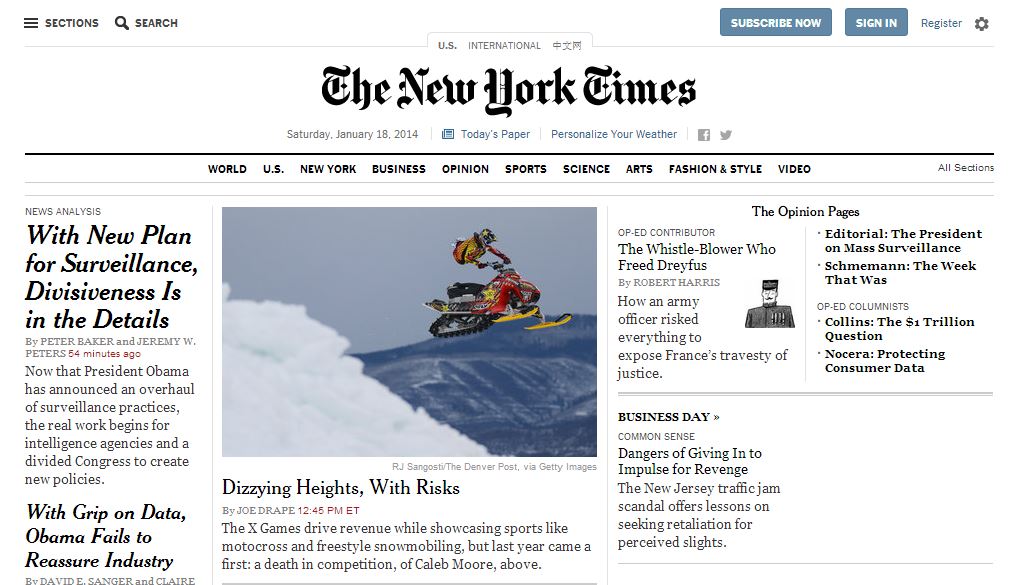 SECTIONS
SEARCH
SUBSCRIBE NOW
SIGN IN
Register
U.S.
INTERNATIONAL
中文网
The New York Times
Saturday, January 18, 2014
Today's Paper
Personalize Your Weather
WORLD
U.S.
NEW YORK
BUSINESS
OPINION
SPORTS
SCIENCE
ARTS
FASHION & STYLE
VIDEO
All Sections
NEWS ANALYSIS
With New Plan
for Surveillance,
Divisiveness Is
in the Details
By PETER BAKER and JEREMY W.
PETERS 54 minutes ago
Now that President Obama
has announced an overhaul
of surveillance practices,
the real work begins for
intelligence agencies and a
divided Congress to create
new policies.
With Grip on Data,
Obama Fails to
Reassure Industry
By DAVID E. SANGER and CLAIRE
RJ Sangosti/The Denver Post, via Getty Images
Dizzying Heights, With Risks
By JOE DRAPE 12:45 PM ET
The X Games drive revenue while showcasing sports like
motocross and freestyle snowmobiling, but last year came a
first: a death in competition, of Caleb Moore, above.
The Opinion Pages
OP-ED CONTRIBUTOR
The Whistle-Blower Who
Freed Dreyfus
By ROBERT HARRIS
How an army
officer risked
everything to
expose France's travesty of
justice.
· Editorial: The President
on Mass Surveillance
· Schmemann: The Week
That Was
OP-ED COLUMNISTS
· Collins: The $1 Trillion
Question
· Nocera: Protecting
Consumer Data
BUSINESS DAY »
COMMON SENSE
Dangers of Giving In to
Impulse for Revenge
The New Jersey traffic jam
scandal offers lessons on
seeking retaliation for
perceived slights.